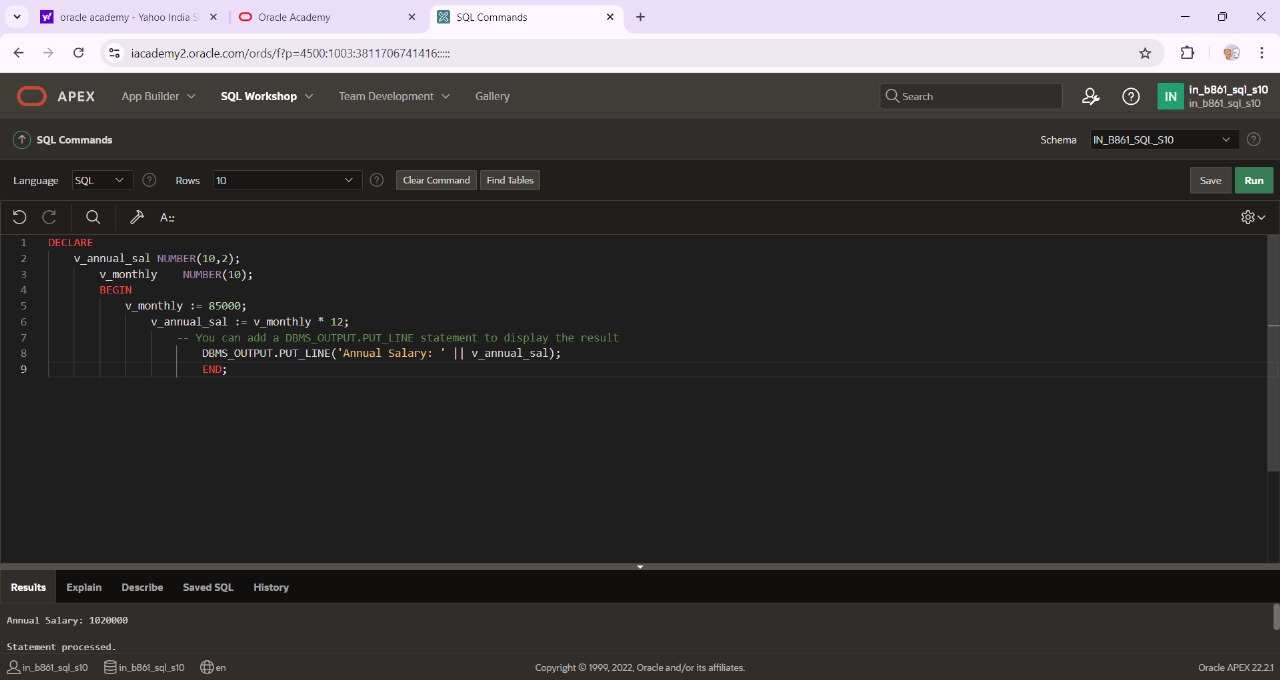 oracle academy - Yahoo India S
Oracle Academy
SQL Commands
iacademy2.oracle.com/ords/f?p=4500:1003:3811706741416:::::
APEX
App Builder
SQL Workshop
Team Development
Gallery
Search
IN
in_b861_sql_s10
in_b861_sql_s10
SQL Commands
Schema
IN_B861_SQL_S10
Language
SQL
Rows
10
Clear Command
Find Tables
Save
Run
A::
1 DECLARE
2 v_annual_sal NUMBER(10,2);
3 v_monthly NUMBER(10);
4 BEGIN
5 v_monthly := 85000;
6 v_annual_sal := v_monthly * 12;
7 -- You can add a DBMS_OUTPUT.PUT_LINE statement to display the result
8 DBMS_OUTPUT.PUT_LINE('Annual Salary: ' || v_annual_sal);
9 END;
Results
Explain
Describe
Saved SQL
History
Annual Salary: 1020000
Statement processed.
in_b861_sql_s10
in_b861_sql_s10
en
Copyright © 1999, 2022, Oracle and/or its affiliates.
Oracle APEX 22.2.1